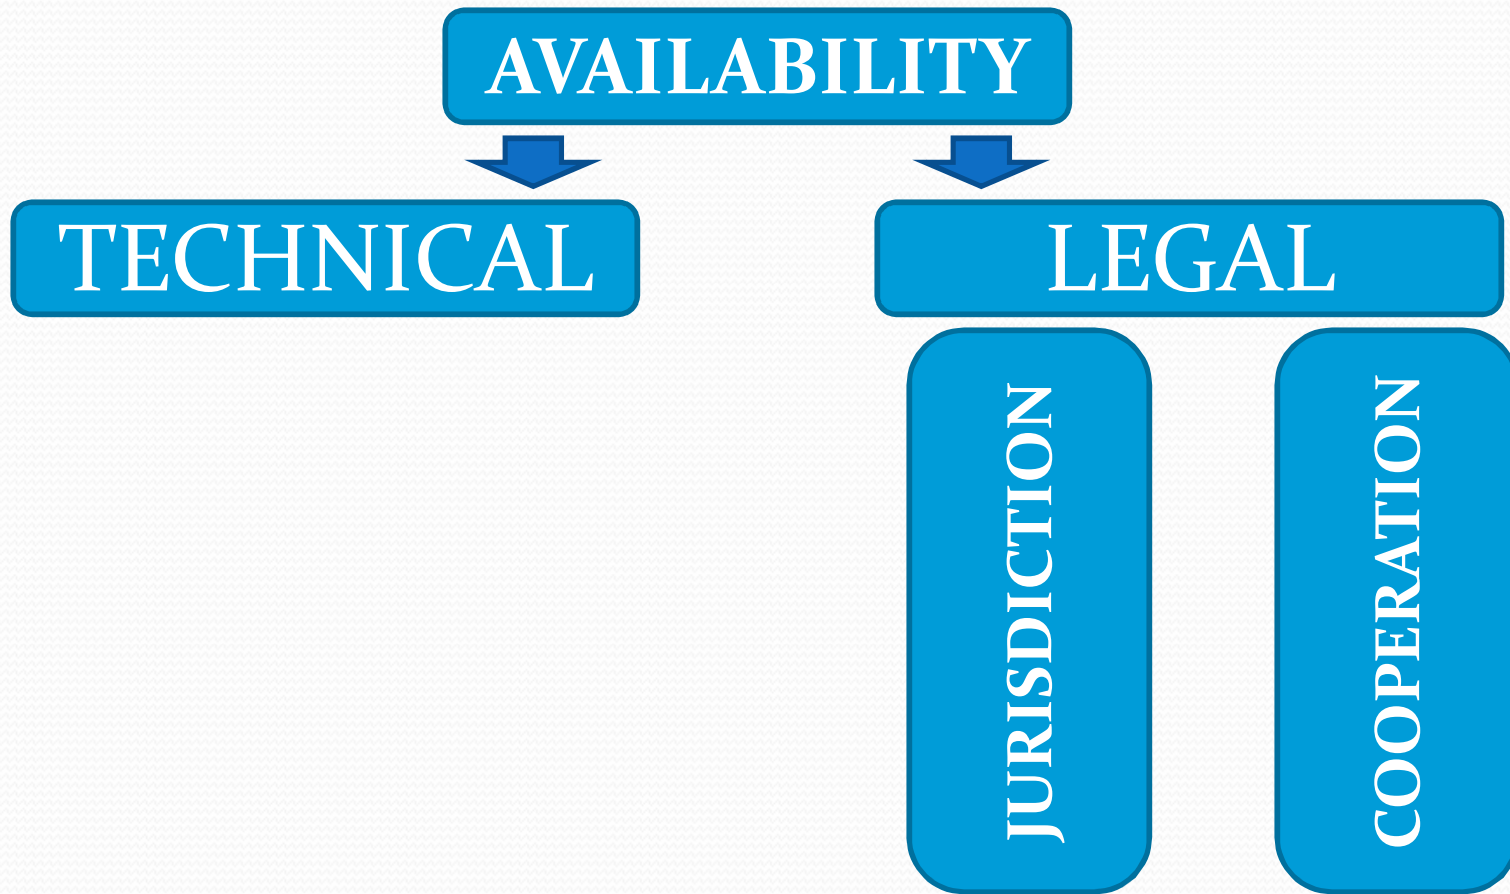 AVAILABILITY
TECHNICAL
LEGAL
JURISDICTION
COOPERATION